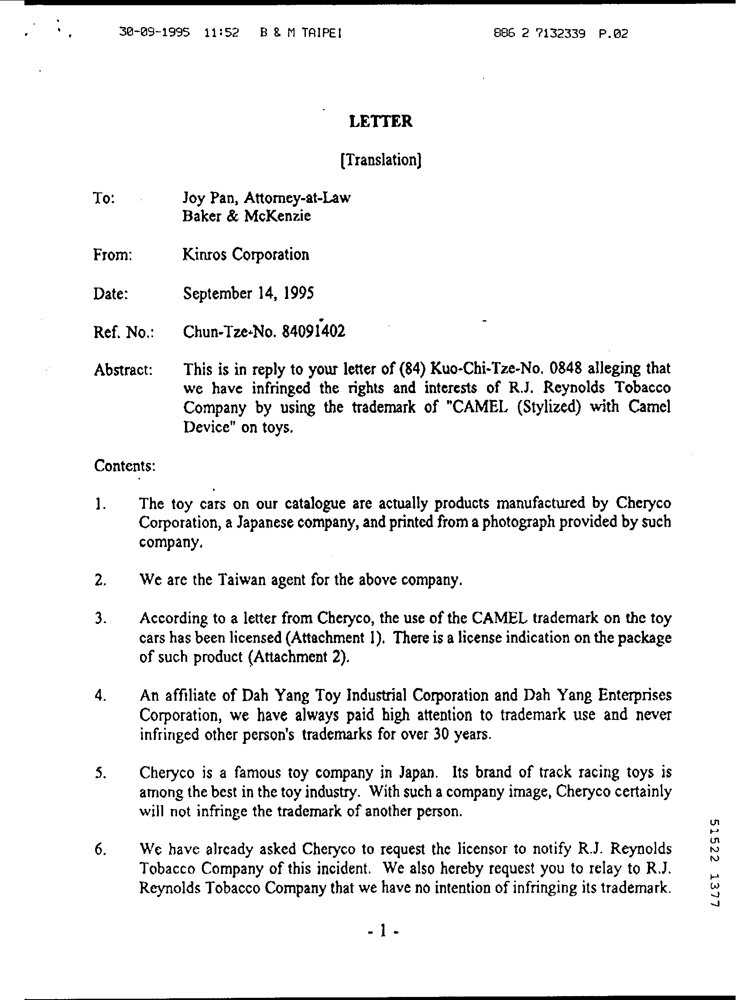 30-09-1995 11:52 B & M TAIPEI 886 2 7132339 P.02
LETTER
[Translation]
To: Joy Pan, Attorney-at-Law
Baker & McKenzie
From: Kinros Corporation
Date: September 14, 1995
Ref. No.: Chun-Tze-No. 84091402
Abstract: This is in reply to your letter of (84) Kuo-Chi-Tze-No. 0848 alleging that
we have infringed the rights and interests of R.J. Reynolds Tobacco
Company by using the trademark of "CAMEL (Stylized) with Camel
Device" on toys.
Contents:
1. The toy cars on our catalogue are actually products manufactured by Cheryco
Corporation, a Japanese company, and printed from a photograph provided by such
company.
2. We are the Taiwan agent for the above company.
3. According to a letter from Cheryco, the use of the CAMEL trademark on the toy
cars has been licensed (Attachment 1). There is a license indication on the package
of such product (Attachment 2).
4. An affiliate of Dah Yang Toy Industrial Corporation and Dah Yang Enterprises
Corporation, we have always paid high attention to trademark use and never
infringed other person's trademarks for over 30 years.
5. Cheryco is a famous toy company in Japan. Its brand of track racing toys is
among the best in the toy industry. With such a company image, Cheryco certainly
will not infringe the trademark of another person.
6. We have already asked Cheryco to request the licensor to notify R.J. Reynolds
Tobacco Company of this incident. We also hereby request you to relay to R.J.
Reynolds Tobacco Company that we have no intention of infringing its trademark.
- 1 -
51522 1377